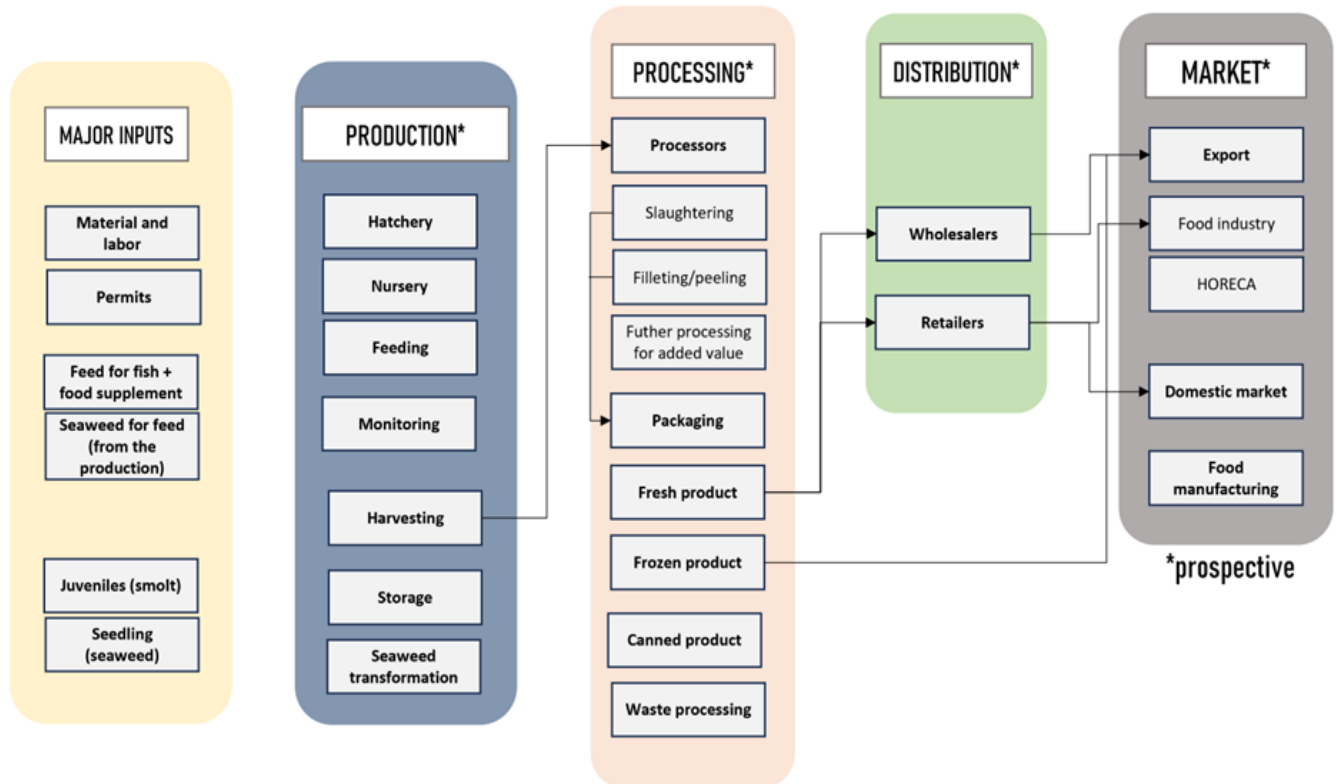 MAJOR INPUTS
Material and
labor
Permits
Feed for fish +
food supplement
Seaweed for feed
(from the
production)
Juveniles (smolt)
Seedling
(seaweed)
PRODUCTION*
Hatchery
Nursery
Feeding
Monitoring
Harvesting
Storage
Seaweed
transformation
PROCESSING*
Processors
Slaughtering
Filleting/peeling
Futher processing
for added value
Packaging
Fresh product
Frozen product
Canned product
Waste processing
DISTRIBUTION*
Wholesalers
Retailers
MARKET*
Export
Food industry
HORECA
Domestic market
Food
manufacturing
*prospective